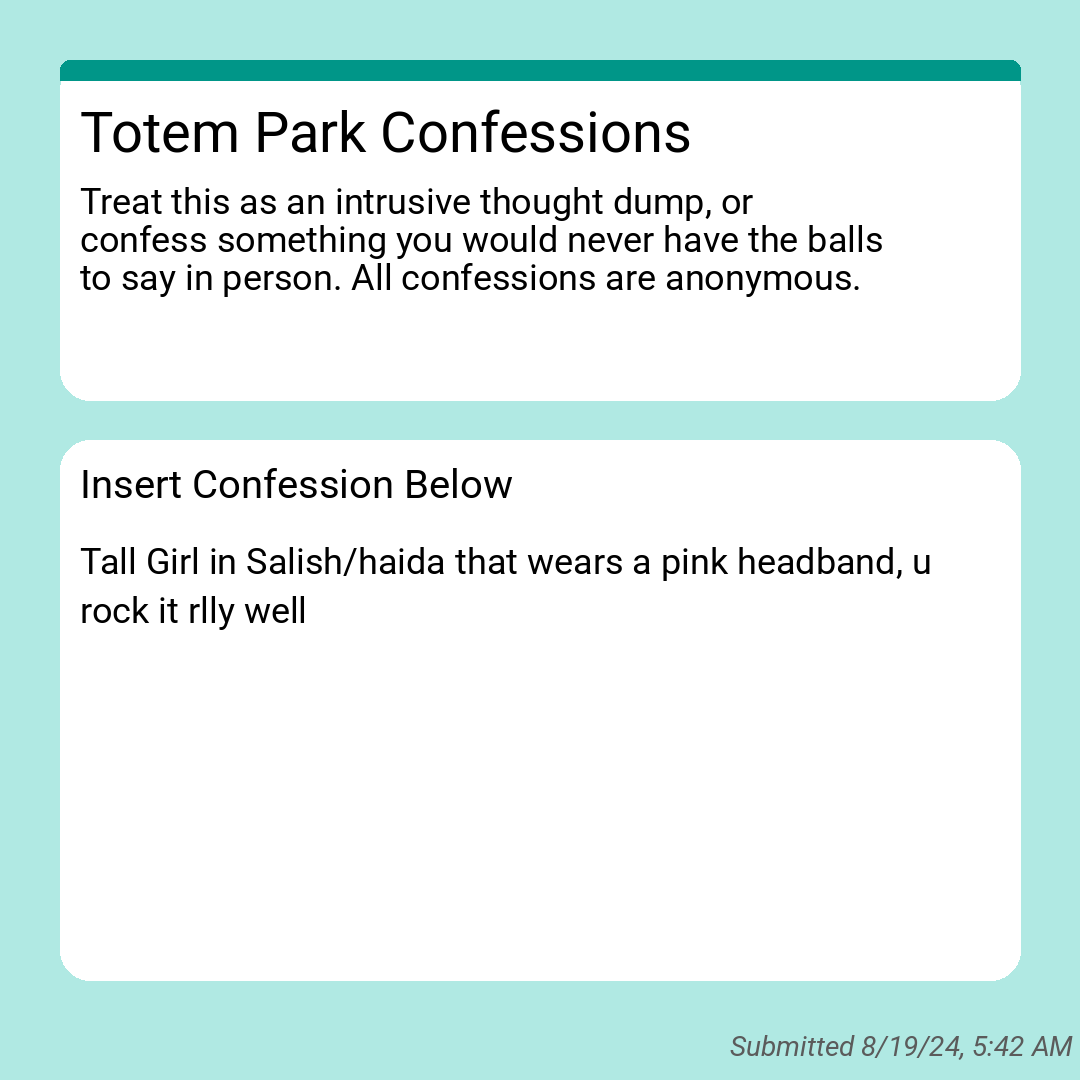 Totem Park Confessions
Treat this as an intrusive thought dump, or
confess something you would never have the balls
to say in person. All confessions are anonymous.
Insert Confession Below
Tall Girl in Salish/haida that wears a pink headband, u
rock it rlly well
Submitted 8/19/24, 5:42 AM